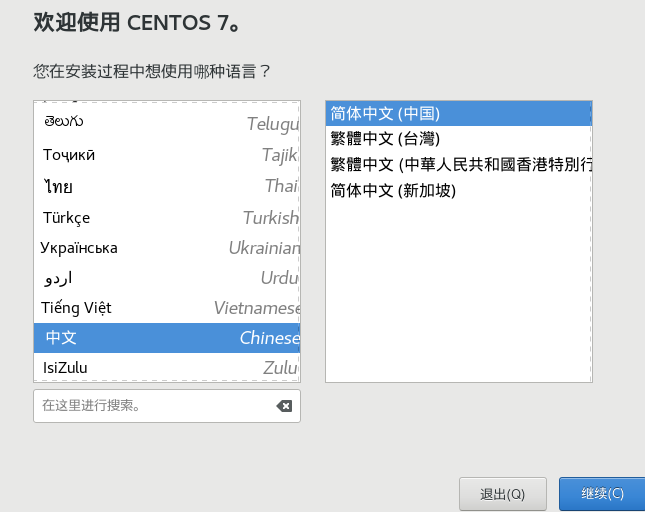 欢迎使用 CENTOS 7。
您在安装过程中想使用哪种语言？
తెలుగు Telugu
Тоҷикӣ Tajik
ไทย Thai
Türkçe Turkish
Українська Ukrainian
اردو Urdu
Tiếng Việt Vietnamese
中文 Chinese
IsiZulu Zulu
在这里进行搜索。
简体中文 (中国)
繁體中文 (台灣)
繁體中文 (中華人民共和國香港特別行
简体中文 (新加坡)
退出(Q)
继续(C)